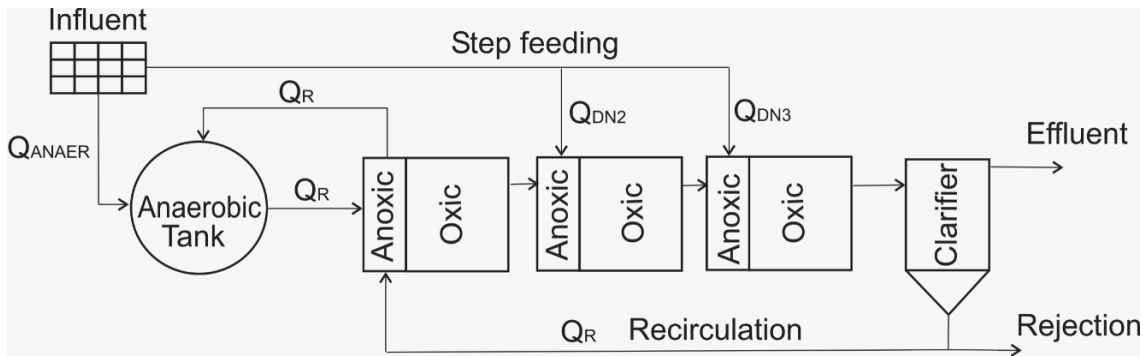 Influent
Step feeding
QR
QANAER
QDN2
QDN3
Effluent
Anaerobic
Tank
QR
Anoxic
Oxic
Anoxic
Oxic
Anoxic
Oxic
Clarifier
QR
Recirculation
Rejection